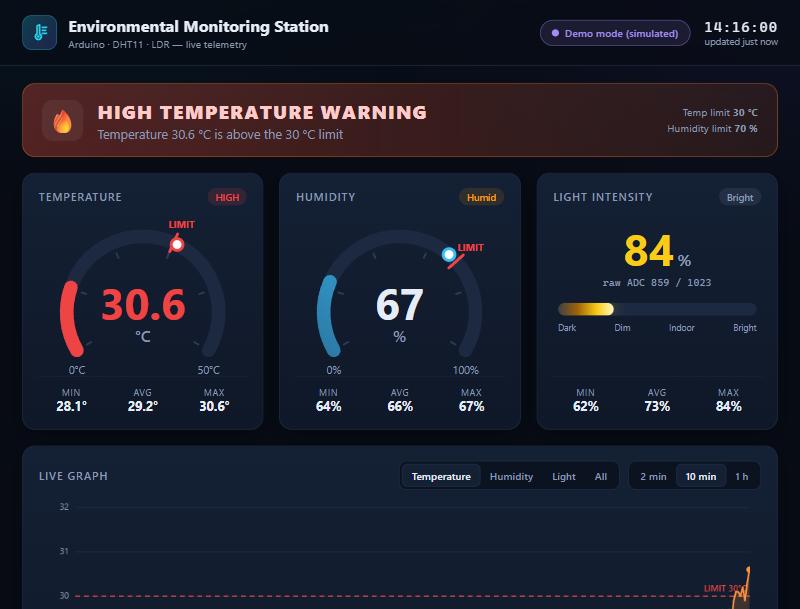 Environmental Monitoring Station
Arduino · DHT11 · LDR — live telemetry
Demo mode (simulated)
14:16:00
updated just now
HIGH TEMPERATURE WARNING
Temperature 30.6 °C is above the 30 °C limit
Temp limit 30 °C
Humidity limit 70 %
TEMPERATURE
HIGH
LIMIT
30.6
°C
0°C
50°C
MIN AVG MAX
28.1° 29.2° 30.6°
HUMIDITY
Humid
LIMIT
67
%
0%
100%
MIN AVG MAX
64% 66% 67%
LIGHT INTENSITY
Bright
84 %
raw ADC 859 / 1023
Dark Dim Indoor Bright
MIN AVG MAX
62% 73% 84%
LIVE GRAPH
Temperature Humidity Light All
2 min 10 min 1 h
32
31
30
LIMIT 30°C